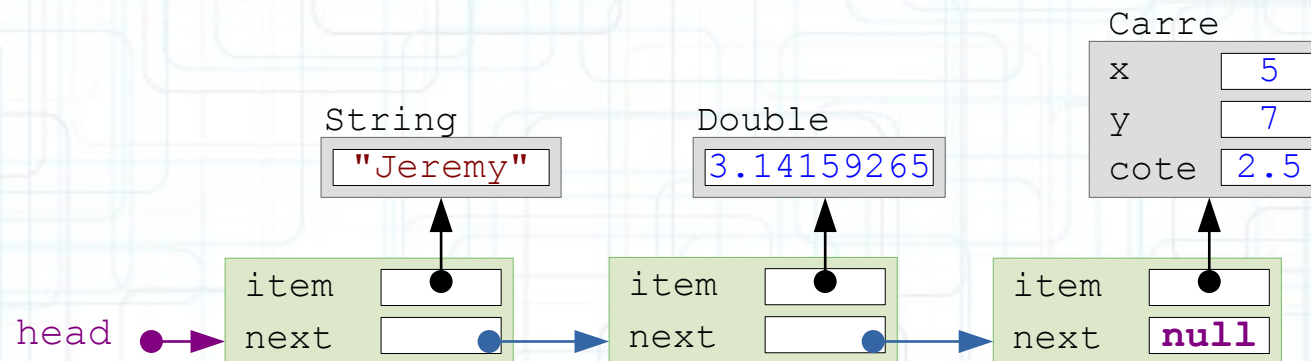 Carre
x 5
y 7
cote 2.5
String
"Jeremy"
Double
3.14159265
item
item
item
head
next
next
next null